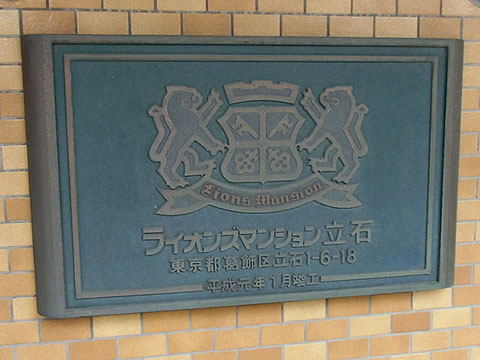 Lions Mansion
ライオンズマンション立石
東京都葛飾区立石1-6-18
平成元年1月竣工